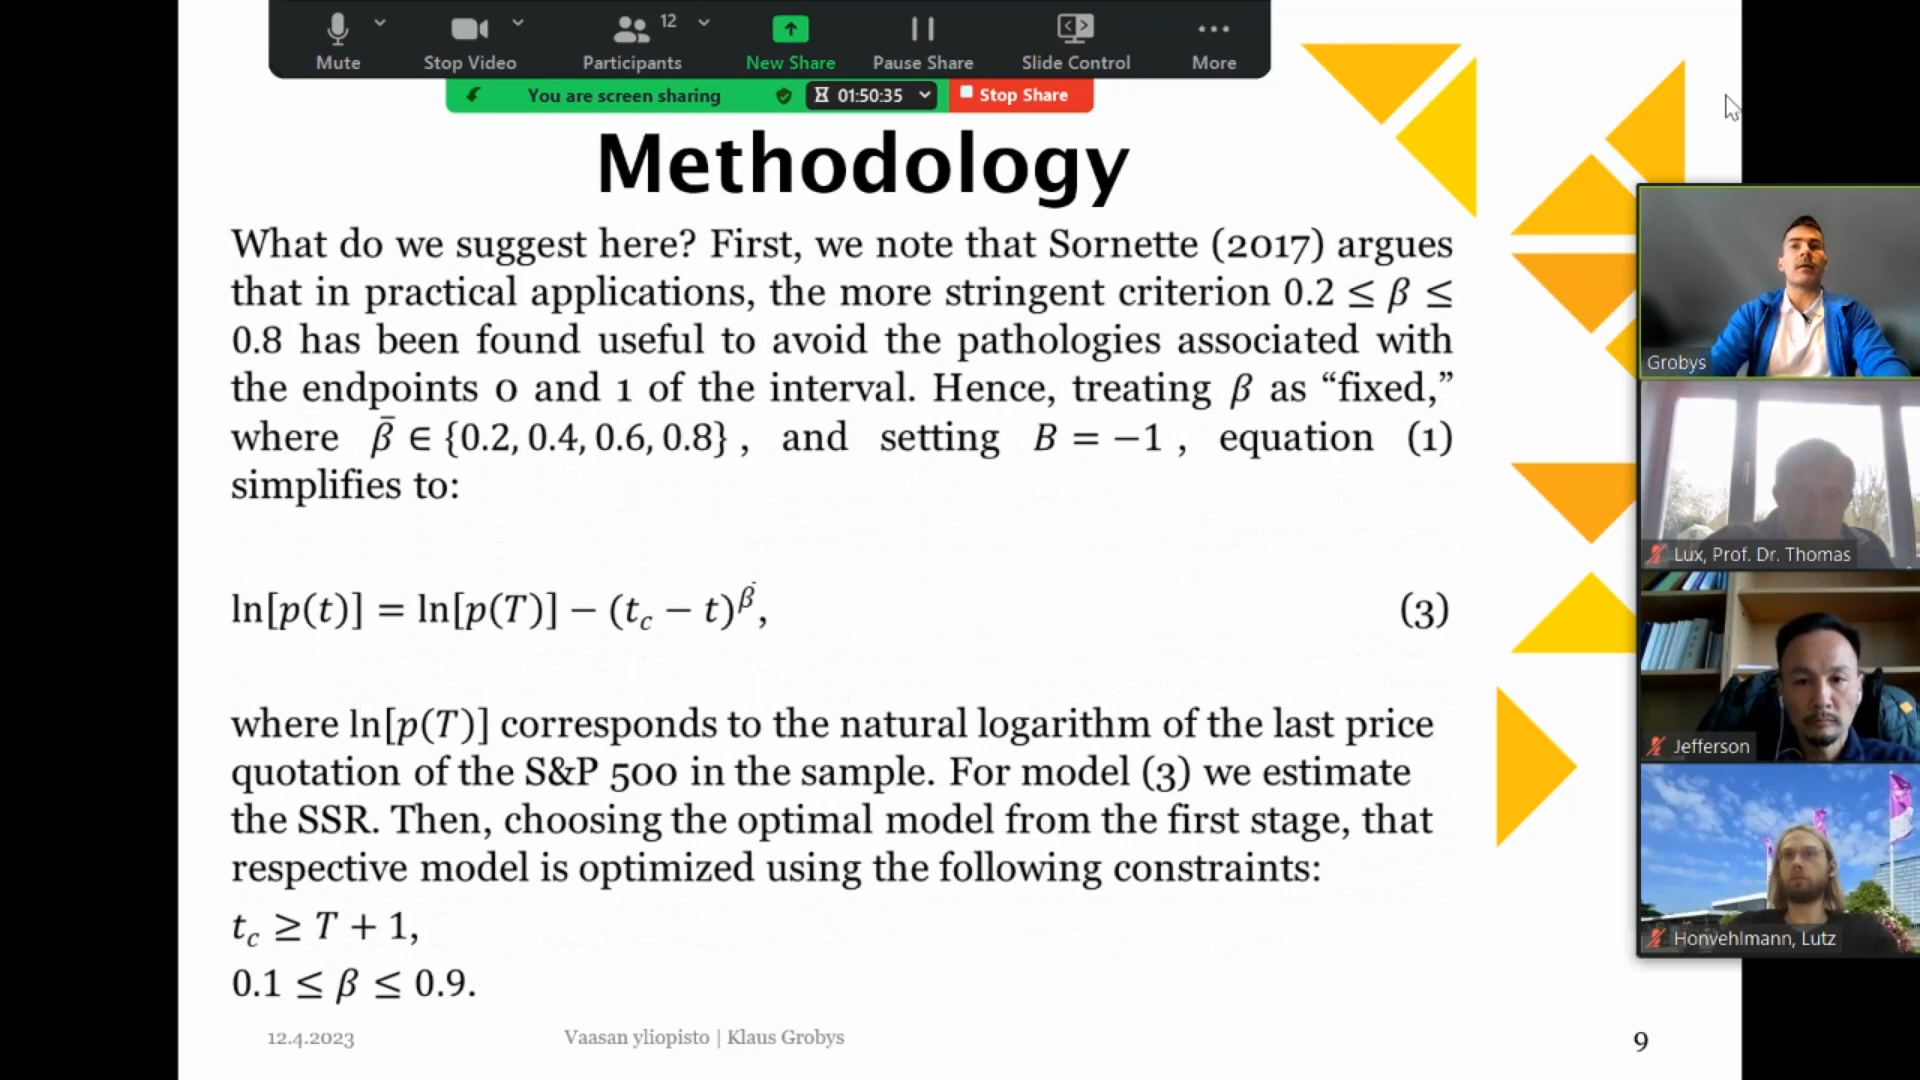 12
Mute
Stop Video
Participants
New Share
Pause Share
Slide Control
More
You are screen sharing
01:50:35
Stop Share
Methodology
What do we suggest here? First, we note that Sornette (2017) argues
that in practical applications, the more stringent criterion 0.2 ≤ β ≤
0.8 has been found useful to avoid the pathologies associated with
the endpoints 0 and 1 of the interval. Hence, treating β as “fixed,”
where β̄ ∈ {0.2, 0.4, 0.6, 0.8} , and setting B = −1 , equation (1)
simplifies to:
ln[p(t)] = ln[p(T)] − (t_c − t)^β̄, (3)
where ln[p(T)] corresponds to the natural logarithm of the last price
quotation of the S&P 500 in the sample. For model (3) we estimate
the SSR. Then, choosing the optimal model from the first stage, that
respective model is optimized using the following constraints:
t_c ≥ T + 1,
0.1 ≤ β ≤ 0.9.
12.4.2023
Vaasan yliopisto | Klaus Grobys
9
Grobys
Lux, Prof. Dr. Thomas
Jefferson
Honvehlmann, Lutz